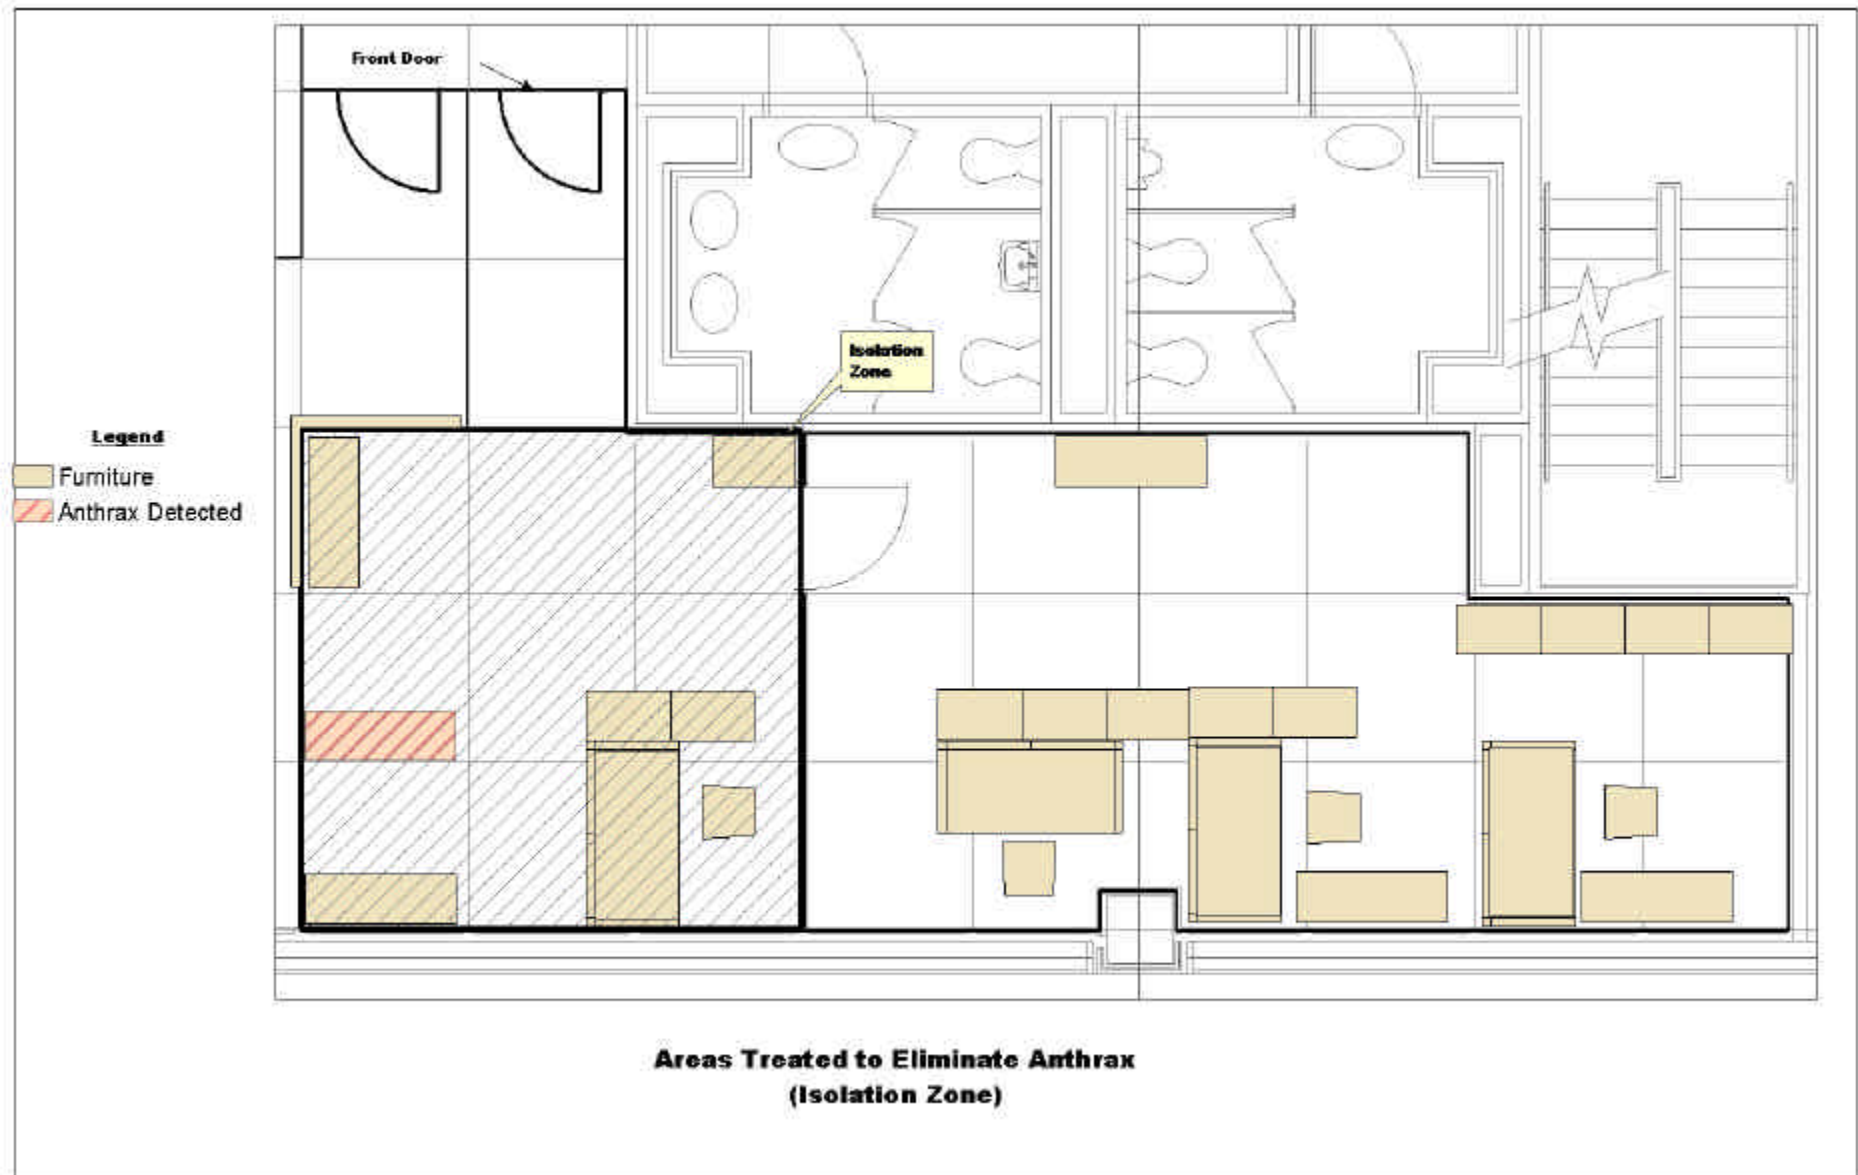 Front Door
Isolation
Zone
Legend
Furniture
Anthrax Detected
Areas Treated to Eliminate Anthrax
(Isolation Zone)